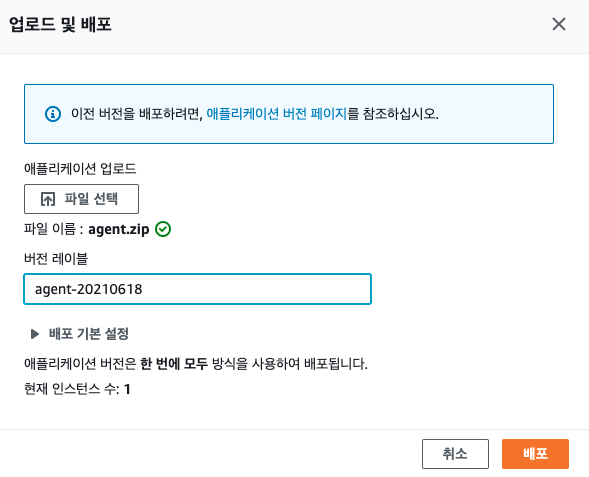 업로드 및 배포
이전 버전을 배포하려면, 애플리케이션 버전 페이지를 참조하십시오.
애플리케이션 업로드
파일 선택
파일 이름 : agent.zip
버전 레이블
agent-20210618
배포 기본 설정
애플리케이션 버전은 한 번에 모두 방식을 사용하여 배포됩니다.
현재 인스턴스 수: 1
취소 배포